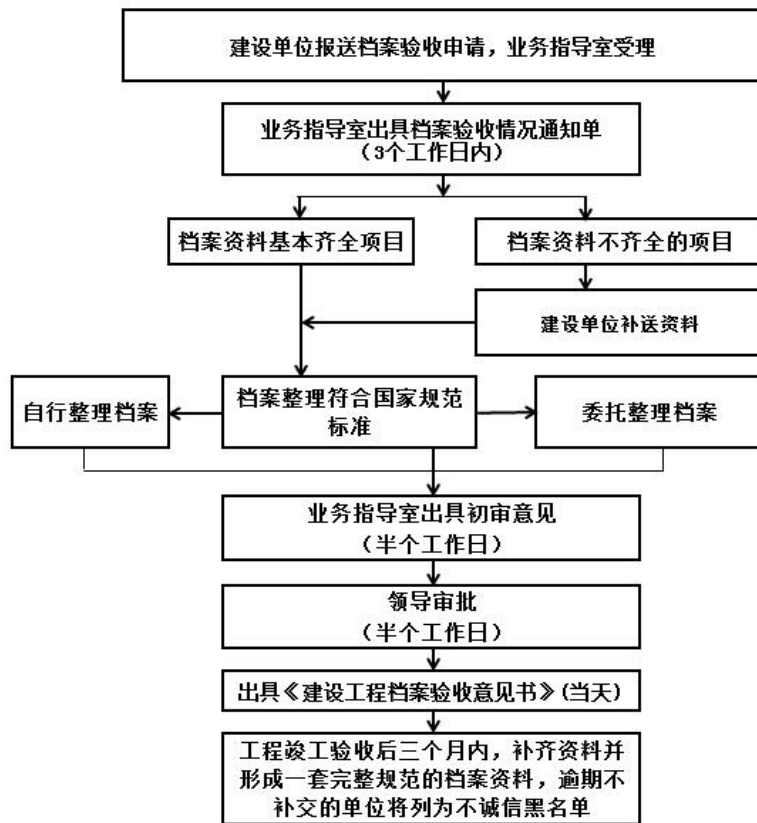 建设单位报送档案验收申请，业务指导室受理
业务指导室出具档案验收情况通知单
（3个工作日内）
档案资料基本齐全项目
档案资料不齐全的项目
建设单位补送资料
自行整理档案
档案整理符合国家规范
标准
委托整理档案
业务指导室出具初审意见
（半个工作日）
领导审批
（半个工作日）
出具《建设工程档案验收意见书》(当天)
工程竣工验收后三个月内，补齐资料并
形成一套完整规范的档案资料，逾期不
补交的单位将列为不诚信黑名单